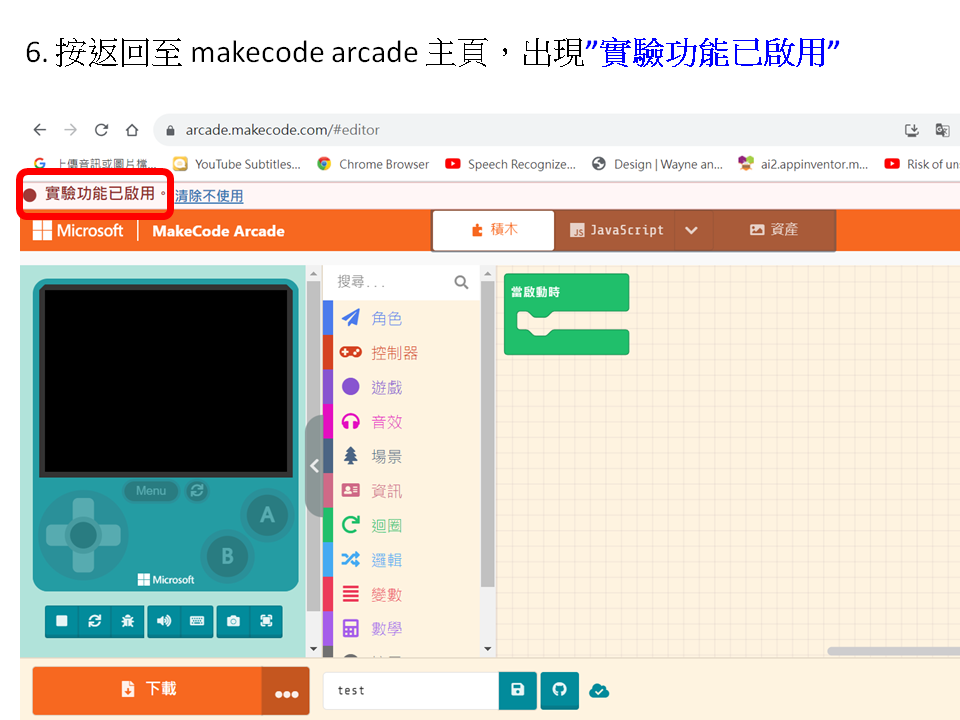 6. 按返回至 makecode arcade 主頁，出現”實驗功能已啟用”
arcade.makecode.com/#editor
上傳音訊或圖片檔... YouTube Subtitles... Chrome Browser Speech Recognize... Design | Wayne an... ai2.appinventor.m... Risk of un
實驗功能已啟用。 清除不使用
Microsoft MakeCode Arcade 積木 JavaScript 資產
搜尋...
當啟動時
角色
控制器
遊戲
音效
場景
資訊
迴圈
邏輯
變數
數學
Menu
A
B
Microsoft
下載 test